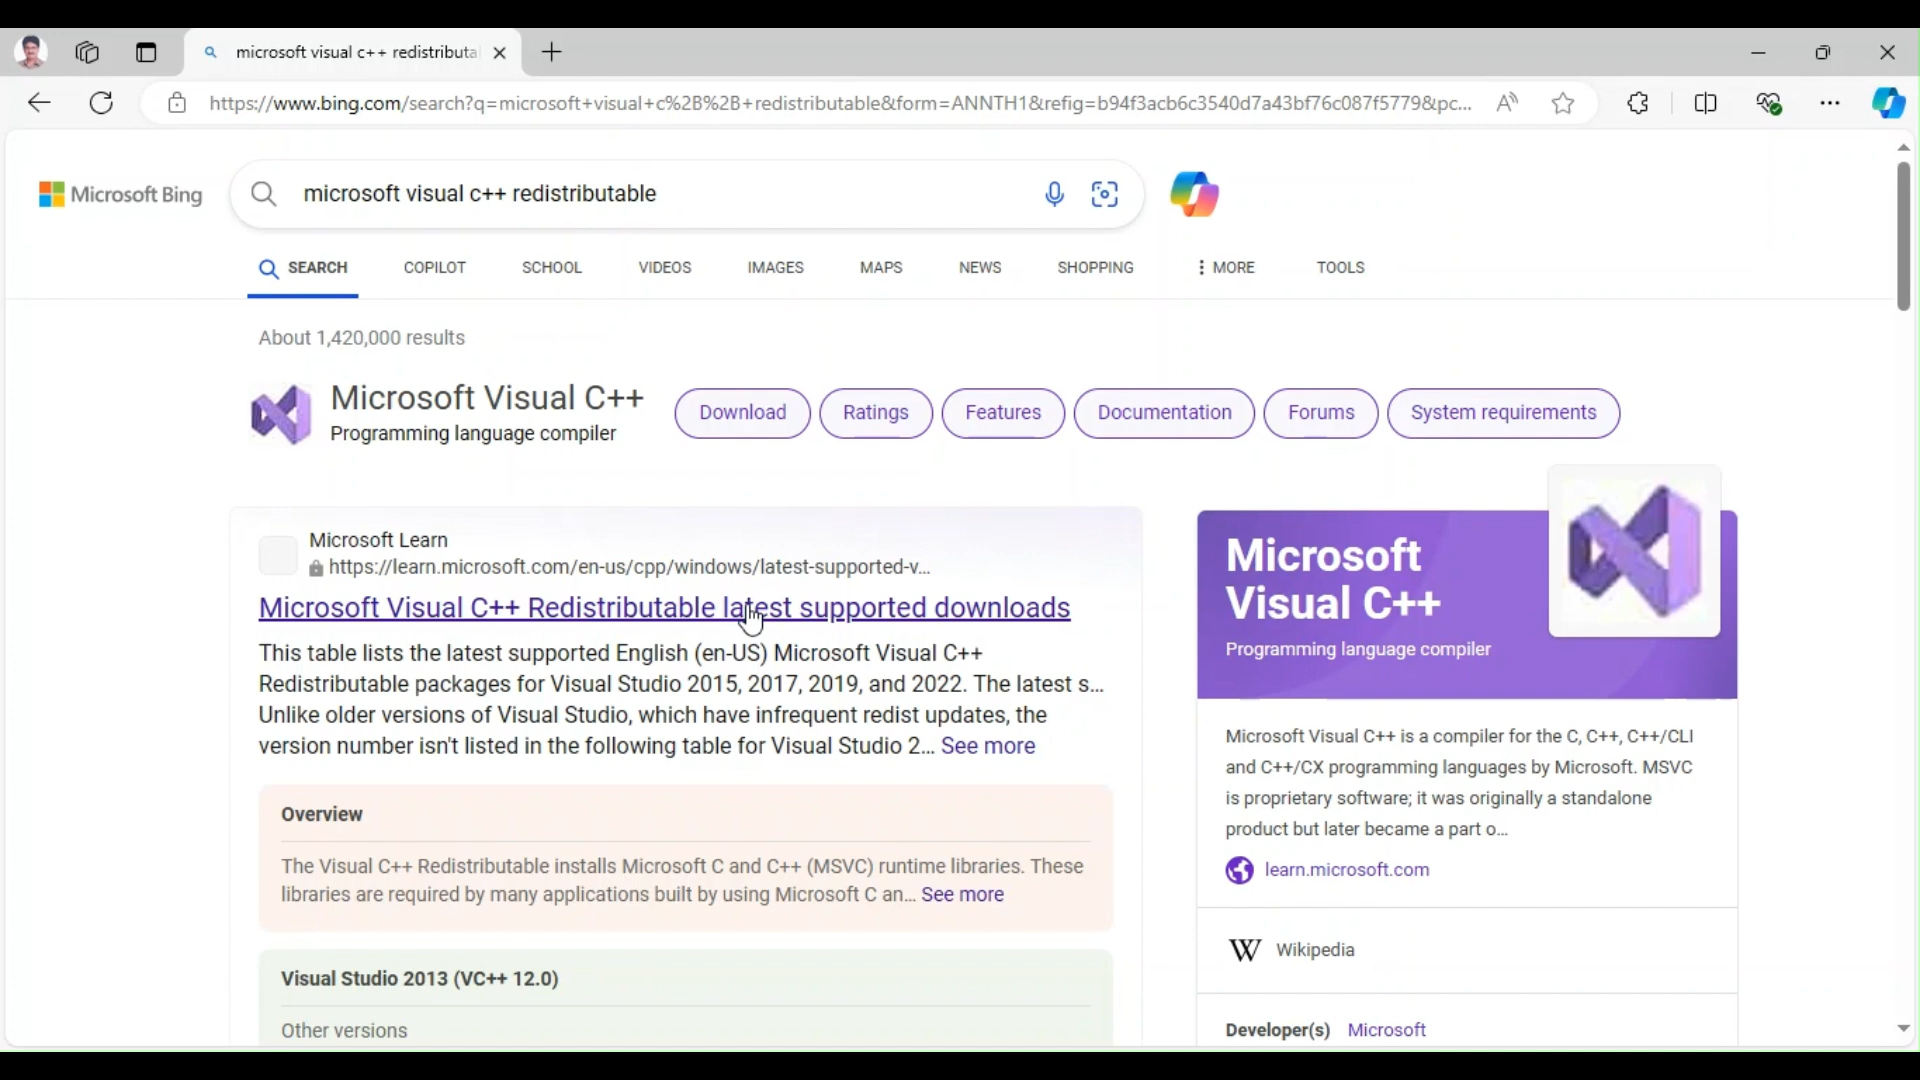 microsoft visual c++ redistributa
https://www.bing.com/search?q=microsoft+visual+c%2B%2B+redistributable&form=ANNTH1&refig=b94f3acb6c3540d7a43bf76c087f5779&pc...
Microsoft Bing
microsoft visual c++ redistributable
SEARCH COPILOT SCHOOL VIDEOS IMAGES MAPS NEWS SHOPPING MORE TOOLS
About 1,420,000 results
Microsoft Visual C++
Programming language compiler
Download Ratings Features Documentation Forums System requirements
Microsoft Learn
https://learn.microsoft.com/en-us/cpp/windows/latest-supported-v...
Microsoft Visual C++ Redistributable latest supported downloads
This table lists the latest supported English (en-US) Microsoft Visual C++
Redistributable packages for Visual Studio 2015, 2017, 2019, and 2022. The latest s...
Unlike older versions of Visual Studio, which have infrequent redist updates, the
version number isn't listed in the following table for Visual Studio 2... See more
Overview
The Visual C++ Redistributable installs Microsoft C and C++ (MSVC) runtime libraries. These
libraries are required by many applications built by using Microsoft C an... See more
Visual Studio 2013 (VC++ 12.0)
Other versions
Microsoft
Visual C++
Programming language compiler
Microsoft Visual C++ is a compiler for the C, C++, C++/CLI
and C++/CX programming languages by Microsoft. MSVC
is proprietary software; it was originally a standalone
product but later became a part o...
learn.microsoft.com
W Wikipedia
Developer(s) Microsoft